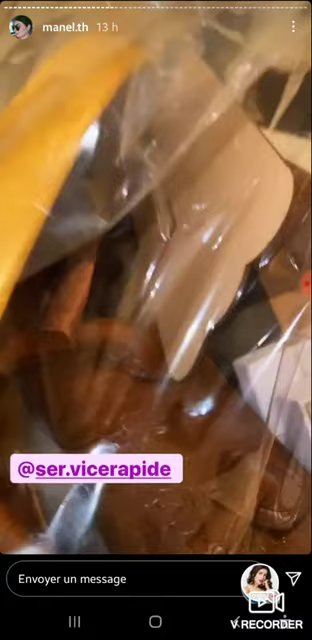 manel.th 13 h
@ser.vicerapide
Envoyer un message
V RECORDER